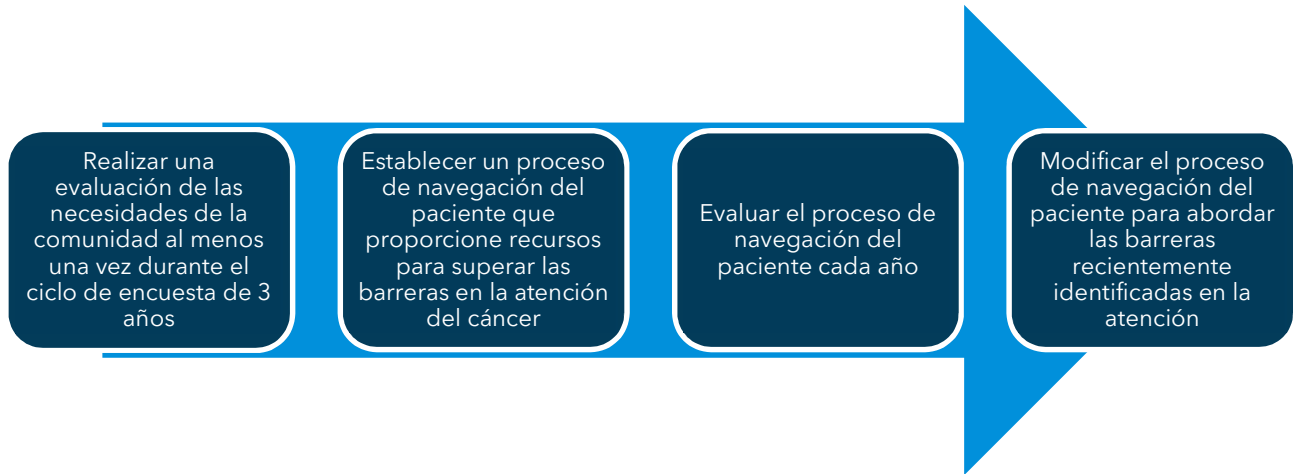 Realizar una
evaluación de las
necesidades de la
comunidad al menos
una vez durante el
ciclo de encuesta de 3
años
Establecer un proceso
de navegación del
paciente que
proporcione recursos
para superar las
barreras en la atención
del cáncer
Evaluar el proceso de
navegación del
paciente cada año
Modificar el proceso
de navegación del
paciente para abordar
las barreras
recientemente
identificadas en la
atención